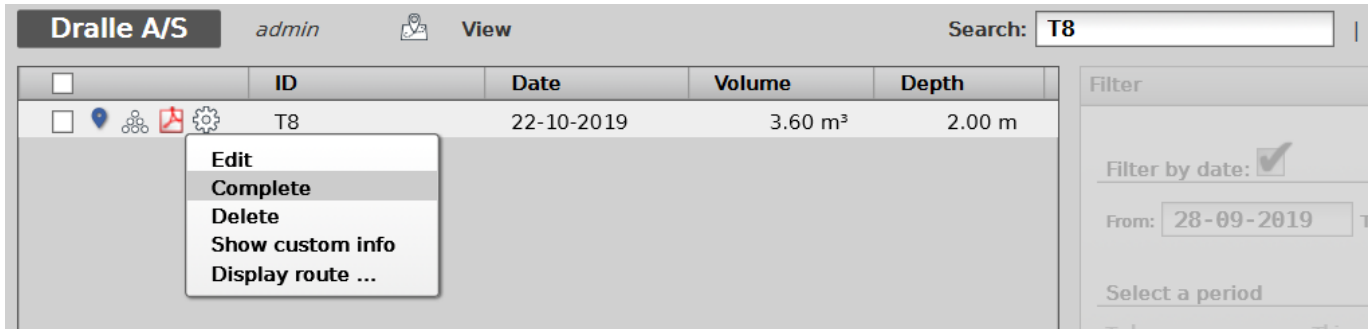 Dralle A/S admin View Search: T8 |
ID Date Volume Depth Filter
T8 22-10-2019 3.60 m³ 2.00 m
Edit
Complete
Delete
Show custom info
Display route ...
Filter by date:
From: 28-09-2019
Select a period